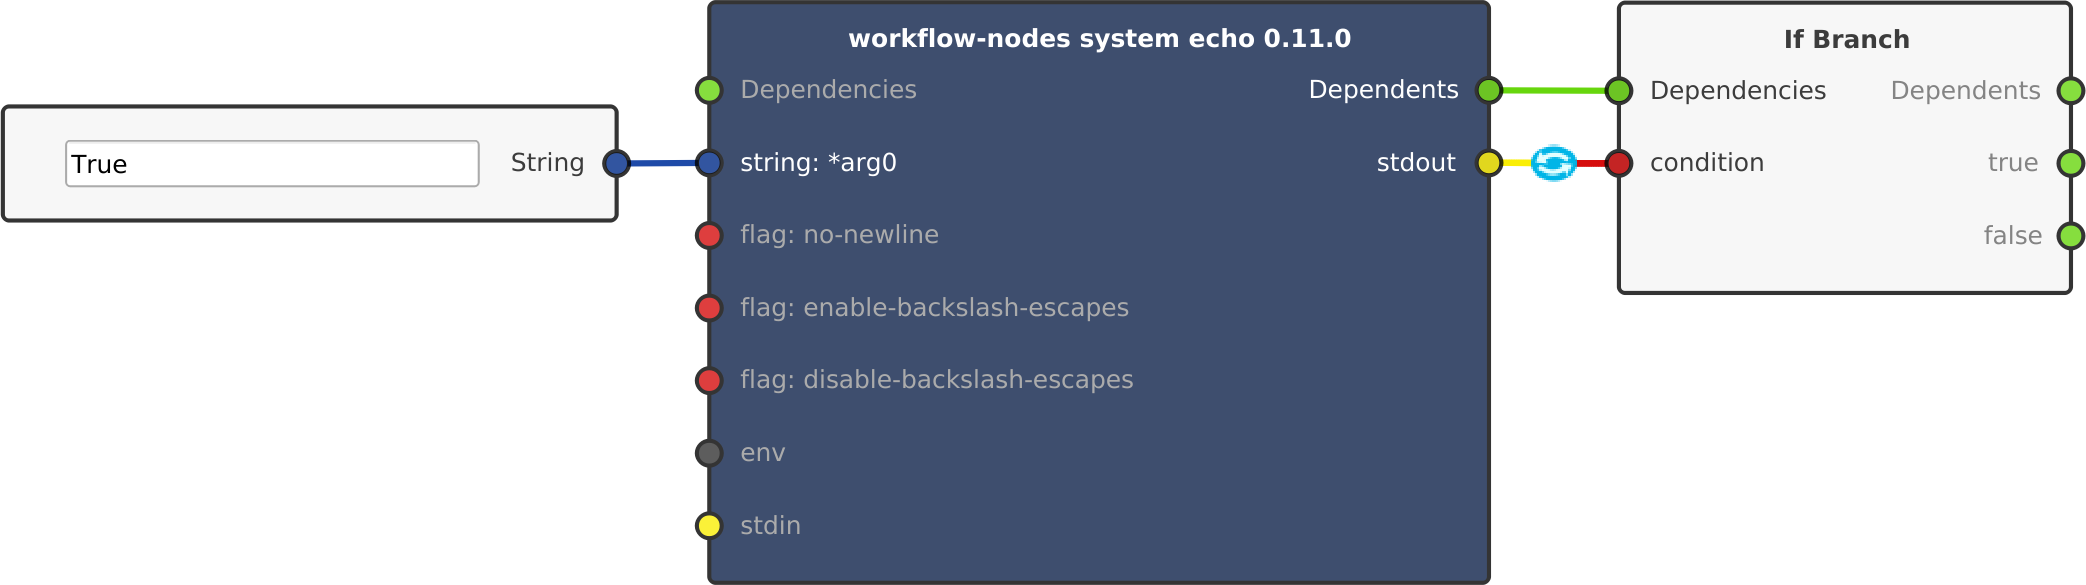 True
String
workflow-nodes system echo 0.11.0
Dependencies
Dependents
string: *arg0
stdout
flag: no-newline
flag: enable-backslash-escapes
flag: disable-backslash-escapes
env
stdin
If Branch
Dependencies
Dependents
condition
true
false